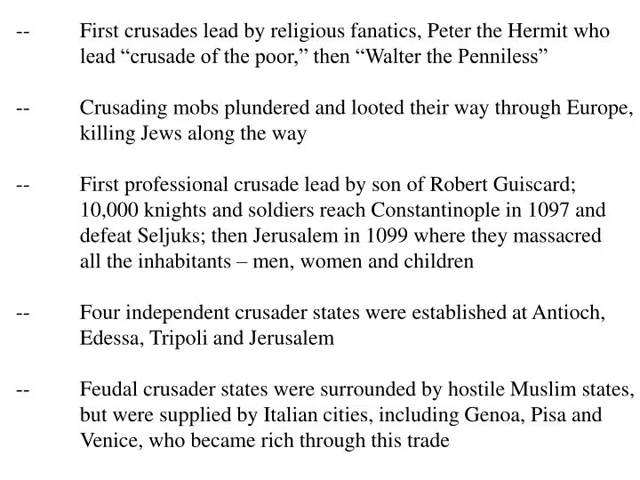 -- First crusades lead by religious fanatics, Peter the Hermit who
lead “crusade of the poor,” then “Walter the Penniless”
-- Crusading mobs plundered and looted their way through Europe,
killing Jews along the way
-- First professional crusade lead by son of Robert Guiscard;
10,000 knights and soldiers reach Constantinople in 1097 and
defeat Seljuks; then Jerusalem in 1099 where they massacred
all the inhabitants – men, women and children
-- Four independent crusader states were established at Antioch,
Edessa, Tripoli and Jerusalem
-- Feudal crusader states were surrounded by hostile Muslim states,
but were supplied by Italian cities, including Genoa, Pisa and
Venice, who became rich through this trade